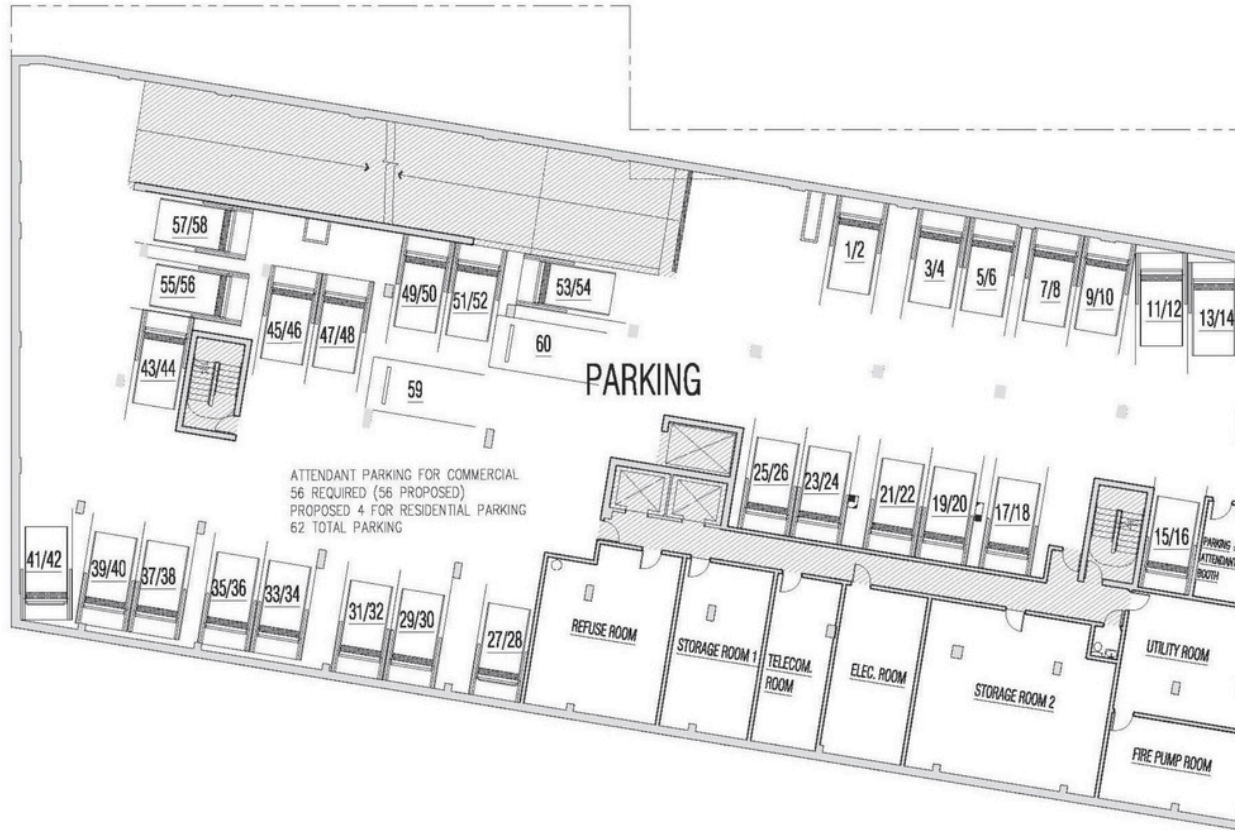 57/58
1/2
3/4
5/6
7/8
9/10
11/12
13/14
55/56
49/50
51/52
53/54
45/46
47/48
60
43/44
59
PARKING
ATTENDANT PARKING FOR COMMERCIAL
56 REQUIRED (56 PROPOSED)
PROPOSED 4 FOR RESIDENTIAL PARKING
62 TOTAL PARKING
25/26
23/24
21/22
19/20
17/18
15/16
PARKING
ATTENDANT
BOOTH
41/42
39/40
37/38
35/36
33/34
31/32
29/30
27/28
REFUSE ROOM
STORAGE ROOM 1
TELECOM.
ROOM
ELEC. ROOM
STORAGE ROOM 2
UTILITY ROOM
FIRE PUMP ROOM